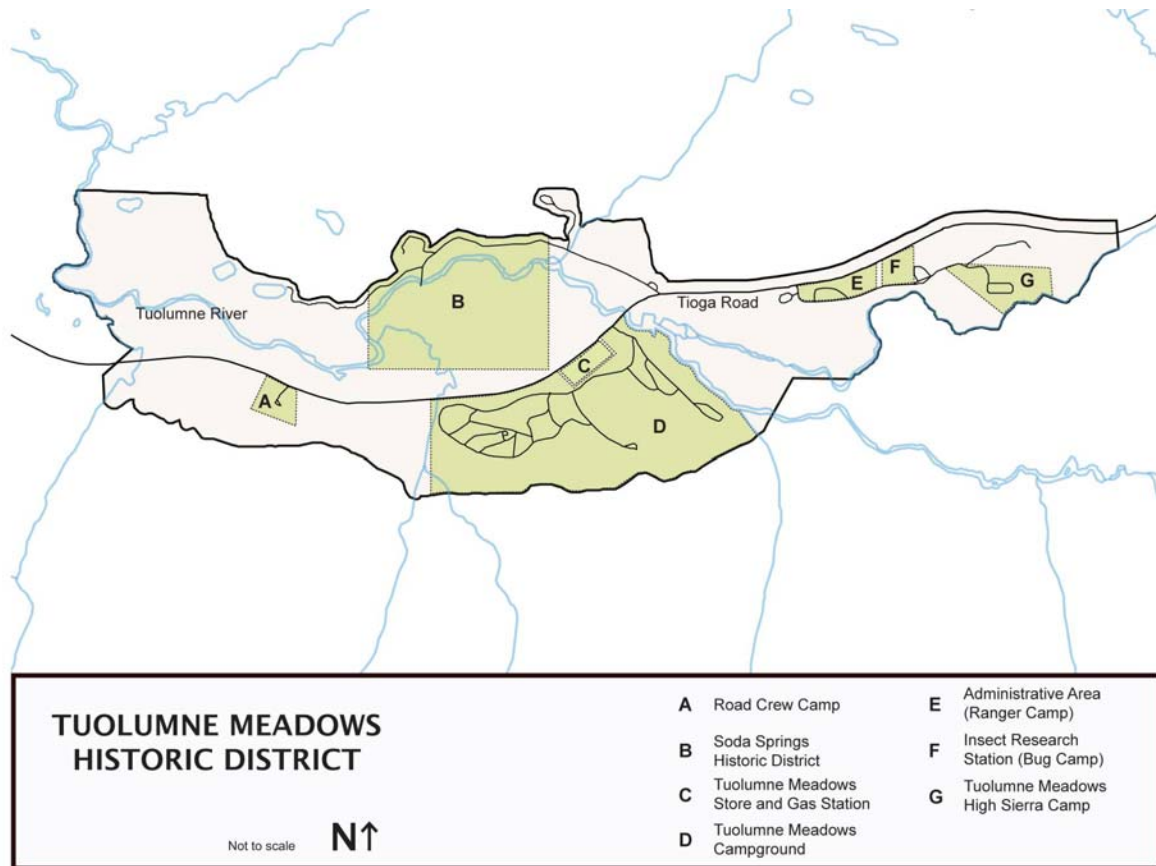 B
Tuolumne River
Tioga Road
E
F
G
C
A
P
D
TUOLUMNE MEADOWS
HISTORIC DISTRICT
Not to scale N↑
A Road Crew Camp
B Soda Springs
Historic District
C Tuolumne Meadows
Store and Gas Station
D Tuolumne Meadows
Campground
E Administrative Area
(Ranger Camp)
F Insect Research
Station (Bug Camp)
G Tuolumne Meadows
High Sierra Camp